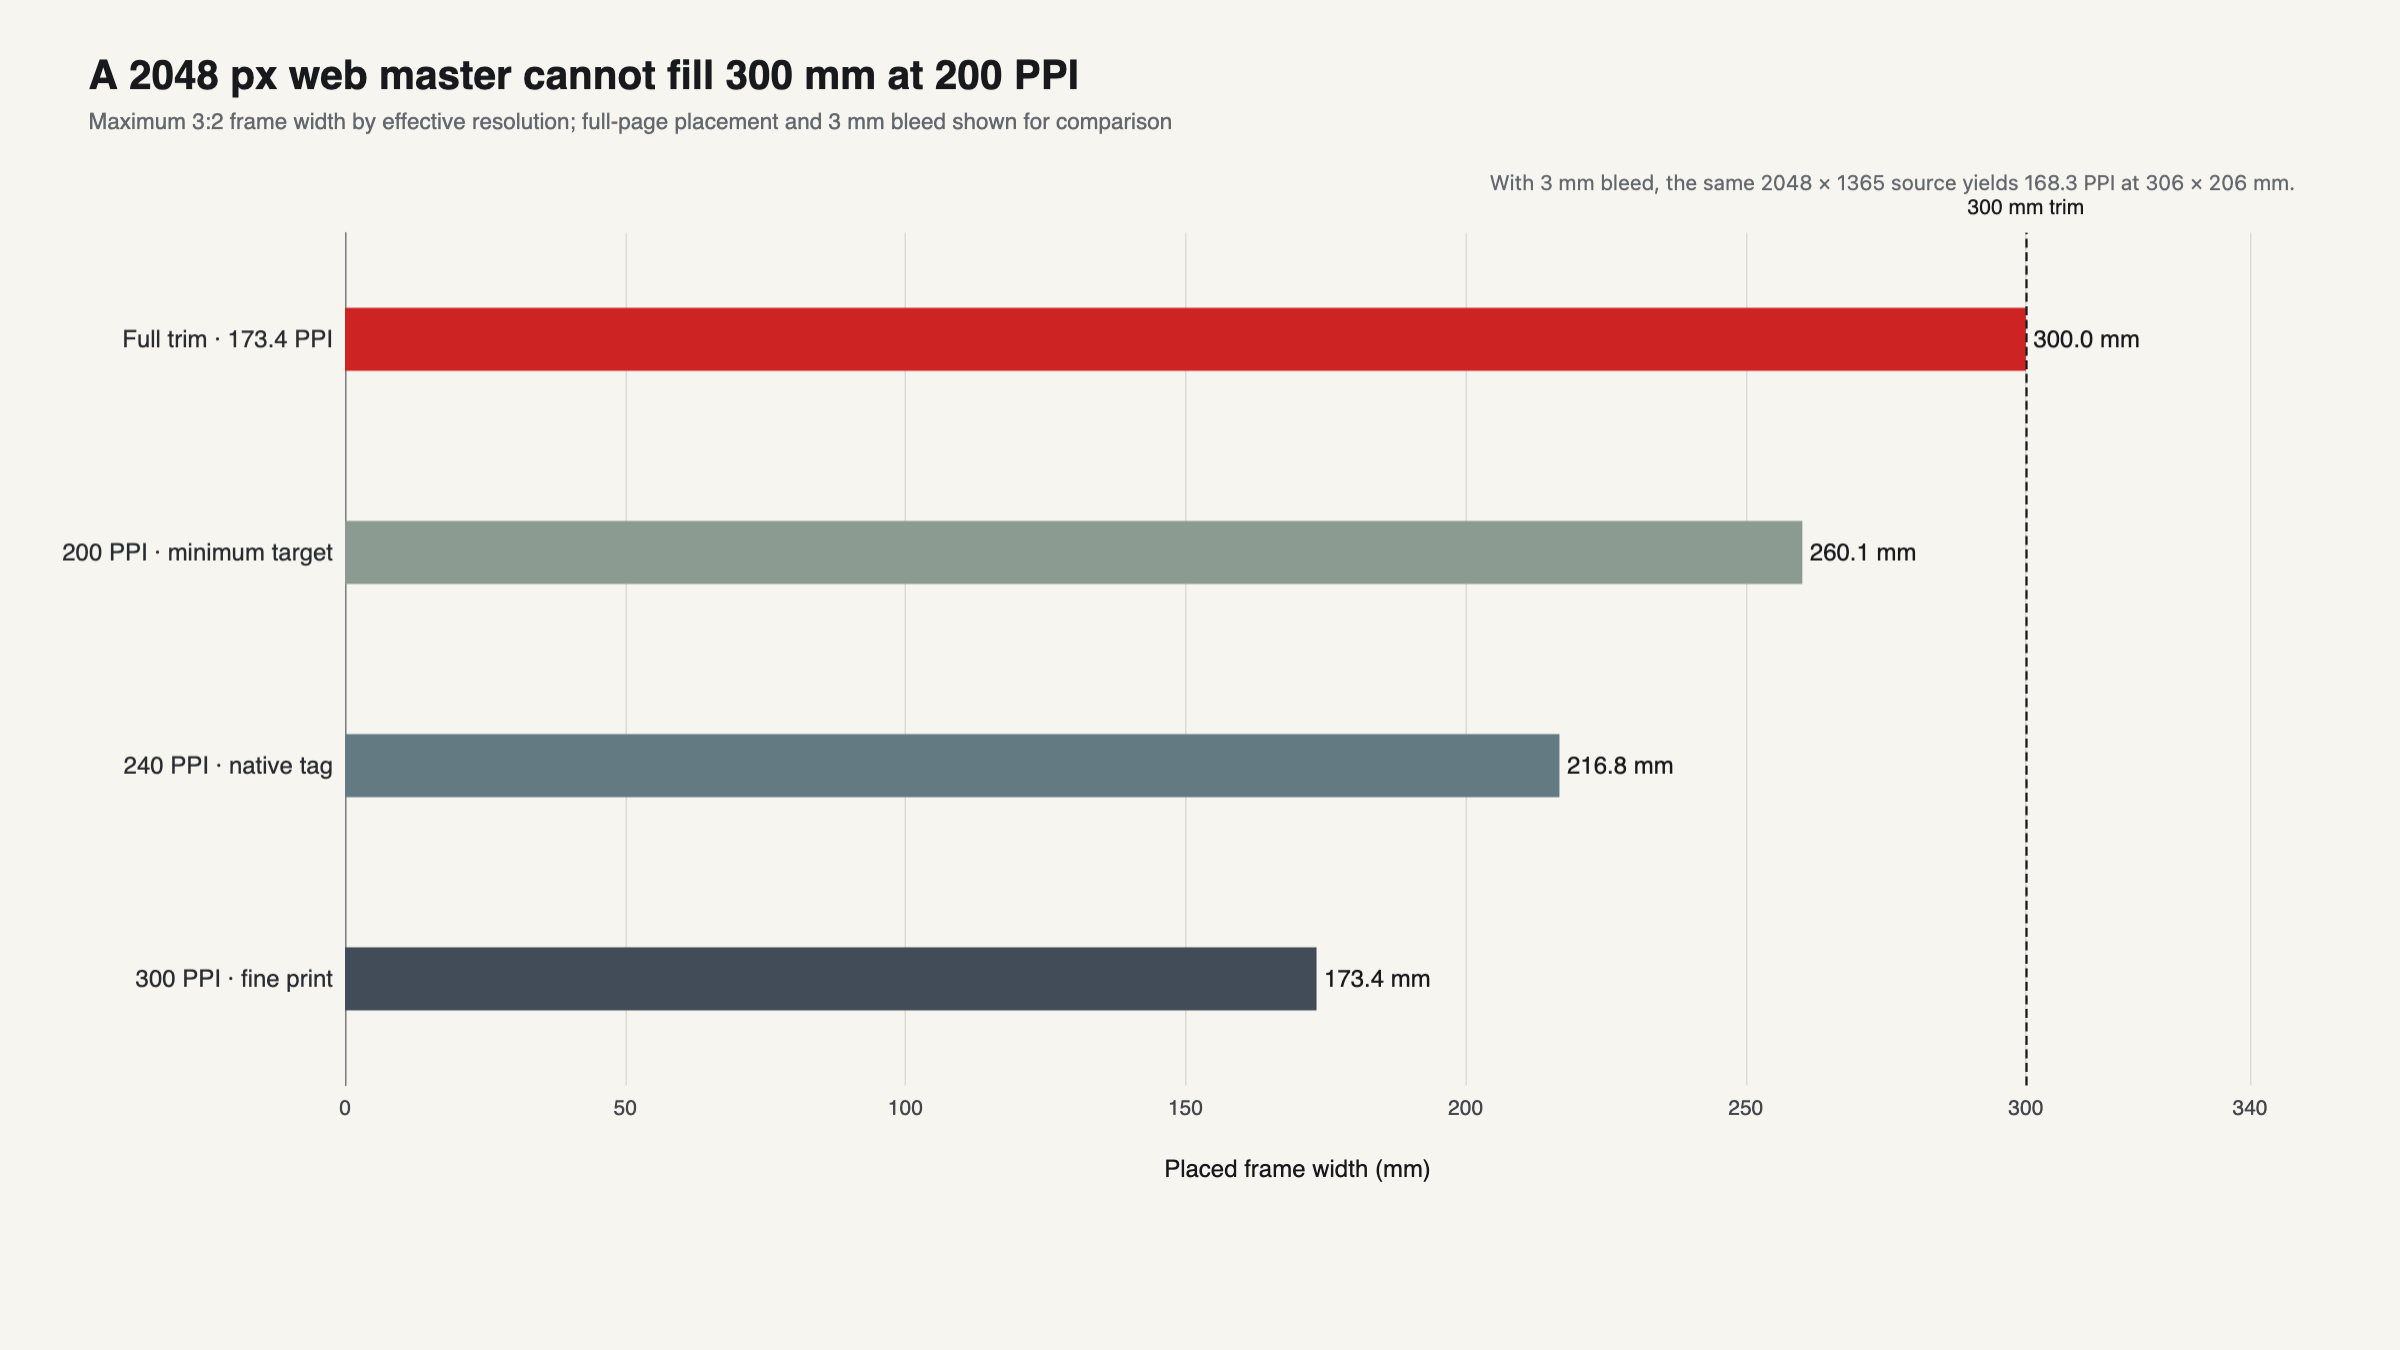 A 2048 px web master cannot fill 300 mm at 200 PPI
Maximum 3:2 frame width by effective resolution; full-page placement and 3 mm bleed shown for comparison
With 3 mm bleed, the same 2048 × 1365 source yields 168.3 PPI at 306 × 206 mm.
300 mm trim
Full trim · 173.4 PPI
300.0 mm
200 PPI · minimum target
260.1 mm
240 PPI · native tag
216.8 mm
300 PPI · fine print
173.4 mm
0 50 100 150 200 250 300 340
Placed frame width (mm)